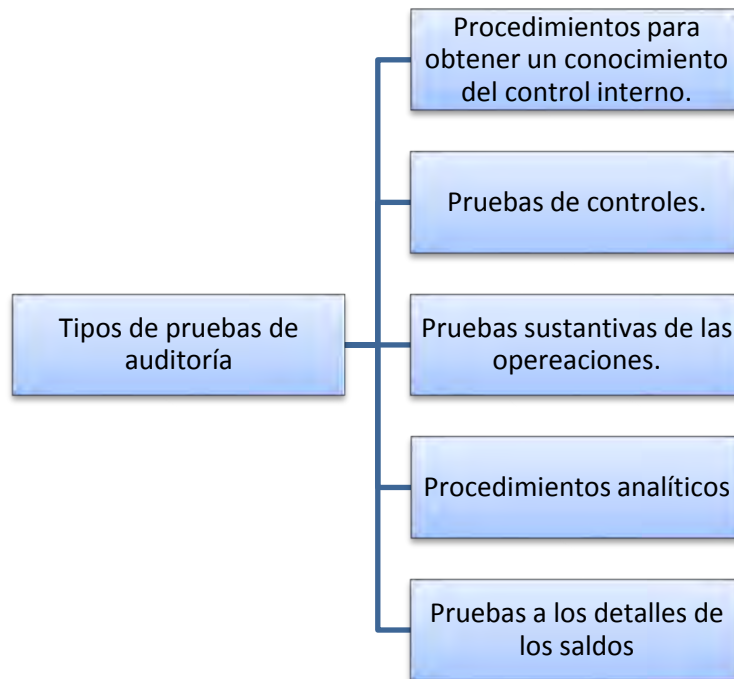 Procedimientos para
obtener un conocimiento
del control interno.
Pruebas de controles.
Tipos de pruebas de
auditoría
Pruebas sustantivas de las
opereaciones.
Procedimientos analíticos
Pruebas a los detalles de
los saldos